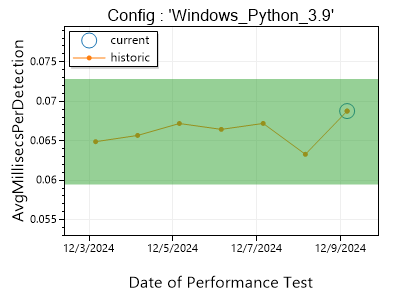 Config : 'Windows_Python_3.9'
current
historic
AvgMillisecsPerDetection
0.075
0.07
0.065
0.06
0.055
12/3/2024
12/5/2024
12/7/2024
12/9/2024
Date of Performance Test